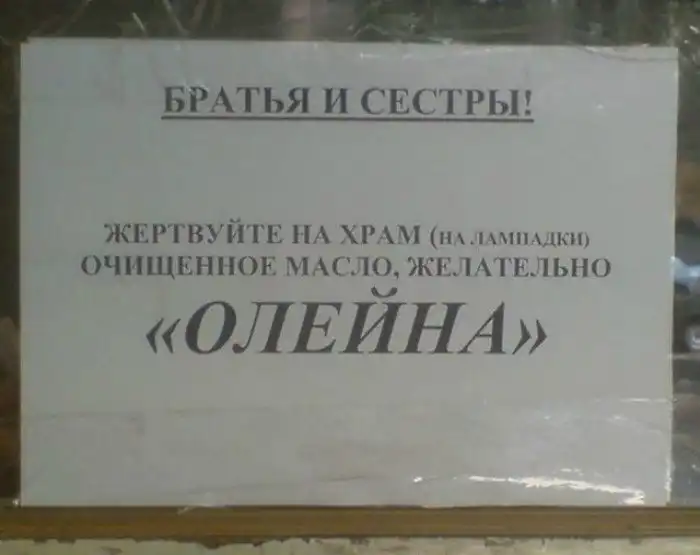 БРАТЬЯ И СЕСТРЫ!
ЖЕРТВУЙТЕ НА ХРАМ (НА ЛАМПАДКИ)
ОЧИЩЕННОЕ МАСЛО, ЖЕЛАТЕЛЬНО
«ОЛЕЙНА»